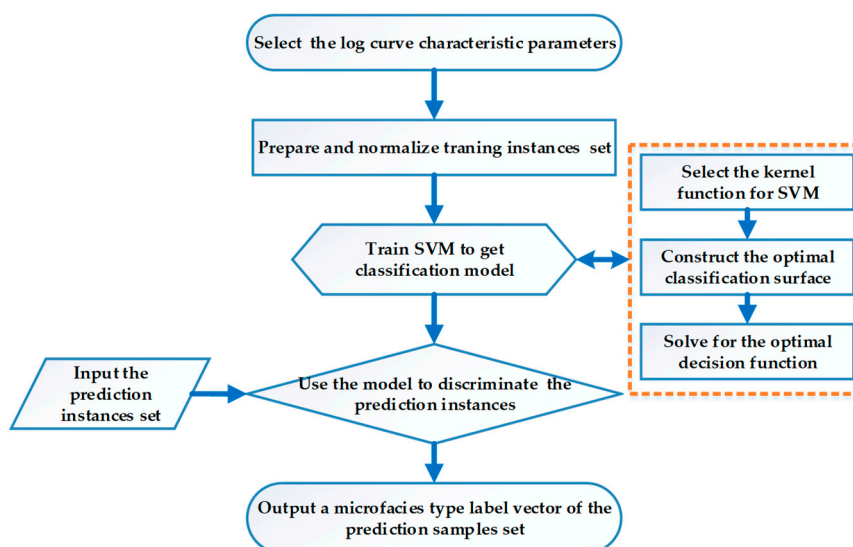 Select the log curve characteristic parameters
Prepare and normalize traning instances set
Train SVM to get
classification model
Select the kernel
function for SVM
Construct the optimal
classification surface
Solve for the optimal
decision function
Input the
prediction
instances set
Use the model to discriminate the
prediction instances
Output a microfacies type label vector of the
prediction samples set